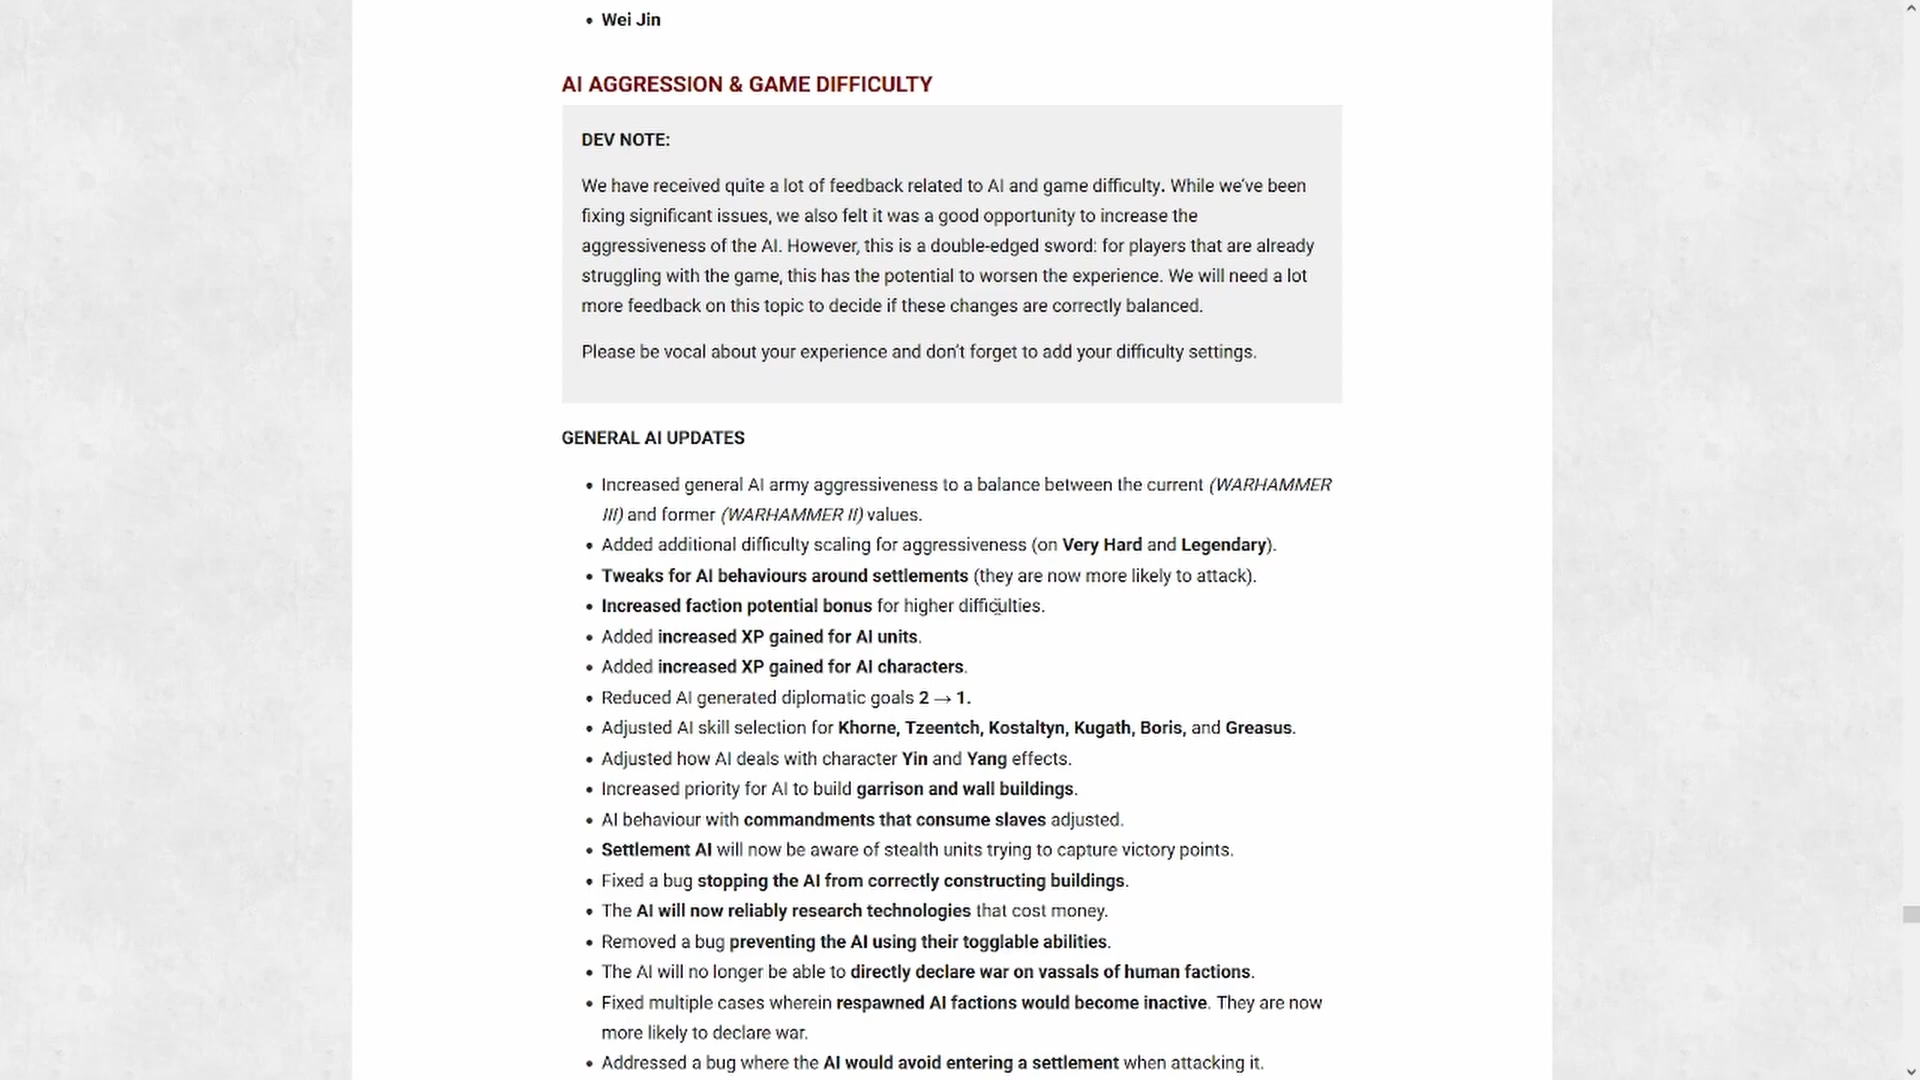 Wei Jin
AI AGGRESSION & GAME DIFFICULTY
DEV NOTE:
We have received quite a lot of feedback related to AI and game difficulty. While we've been
fixing significant issues, we also felt it was a good opportunity to increase the
aggressiveness of the AI. However, this is a double-edged sword: for players that are already
struggling with the game, this has the potential to worsen the experience. We will need a lot
more feedback on this topic to decide if these changes are correctly balanced.
Please be vocal about your experience and don't forget to add your difficulty settings.
GENERAL AI UPDATES
Increased general AI army aggressiveness to a balance between the current (WARHAMMER
III) and former (WARHAMMER II) values.
Added additional difficulty scaling for aggressiveness (on Very Hard and Legendary).
Tweaks for AI behaviours around settlements (they are now more likely to attack).
Increased faction potential bonus for higher difficulties.
Added increased XP gained for AI units.
Added increased XP gained for AI characters.
Reduced AI generated diplomatic goals 2 → 1.
Adjusted AI skill selection for Khorne, Tzeentch, Kostaltyn, Kugath, Boris, and Greasus.
Adjusted how AI deals with character Yin and Yang effects.
Increased priority for AI to build garrison and wall buildings.
AI behaviour with commandments that consume slaves adjusted.
Settlement AI will now be aware of stealth units trying to capture victory points.
Fixed a bug stopping the AI from correctly constructing buildings.
The AI will now reliably research technologies that cost money.
Removed a bug preventing the AI using their togglable abilities.
The AI will no longer be able to directly declare war on vassals of human factions.
Fixed multiple cases wherein respawned AI factions would become inactive. They are now
more likely to declare war.
Addressed a bug where the AI would avoid entering a settlement when attacking it.